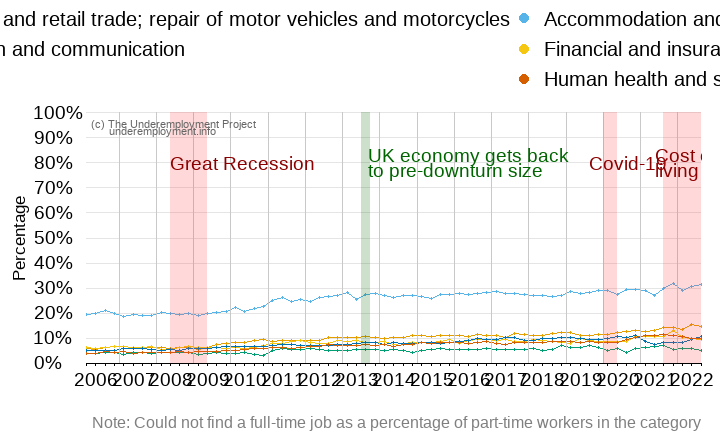 and retail trade; repair of motor vehicles and motorcycles
Accommodation and
and communication
Financial and insura
Human health and s
100%
90%
80%
70%
60%
50%
40%
30%
20%
10%
0%
Percentage
(c) The Underemployment Project
underemployment.info
Great Recession
UK economy gets back
to pre-downturn size
Covid-19
Cost
living
2006 2007 2008 2009 2010 2011 2012 2013 2014 2015 2016 2017 2018 2019 2020 2021 2022
Note: Could not find a full-time job as a percentage of part-time workers in the category